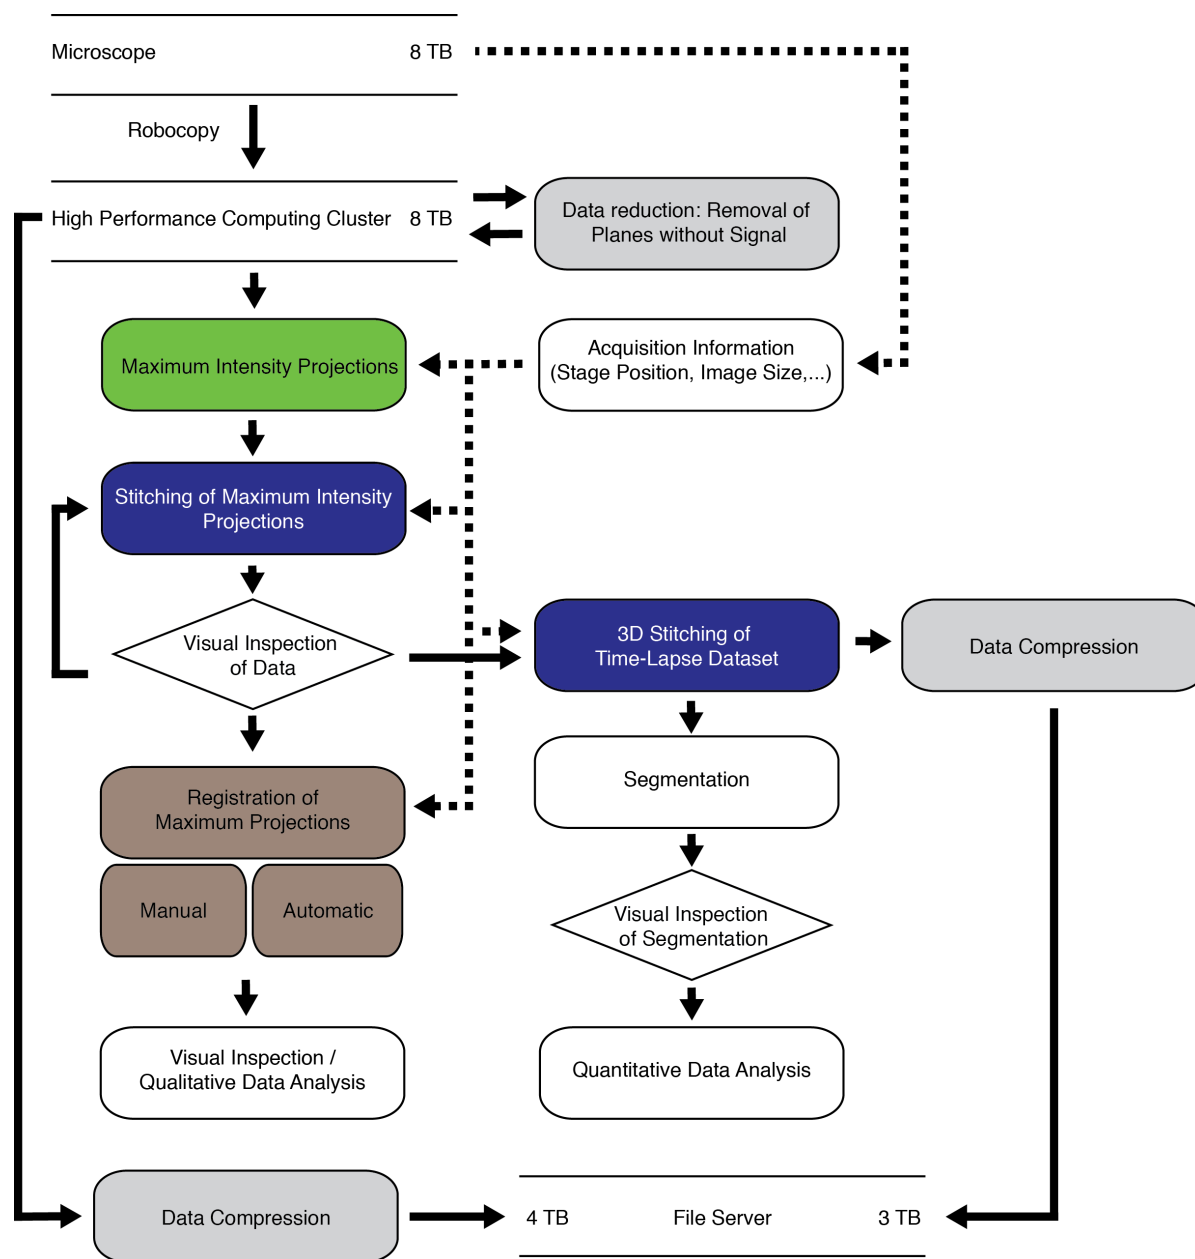 Microscope 8 TB
Robocopy
High Performance Computing Cluster 8 TB
Data reduction: Removal of
Planes without Signal
Maximum Intensity Projections
Acquisition Information
(Stage Position, Image Size,...)
Stitching of Maximum Intensity
Projections
Visual Inspection
of Data
3D Stitching of
Time-Lapse Dataset
Data Compression
Registration of
Maximum Projections
Manual
Automatic
Segmentation
Visual Inspection
of Segmentation
Visual Inspection /
Qualitative Data Analysis
Quantitative Data Analysis
Data Compression
4 TB File Server 3 TB